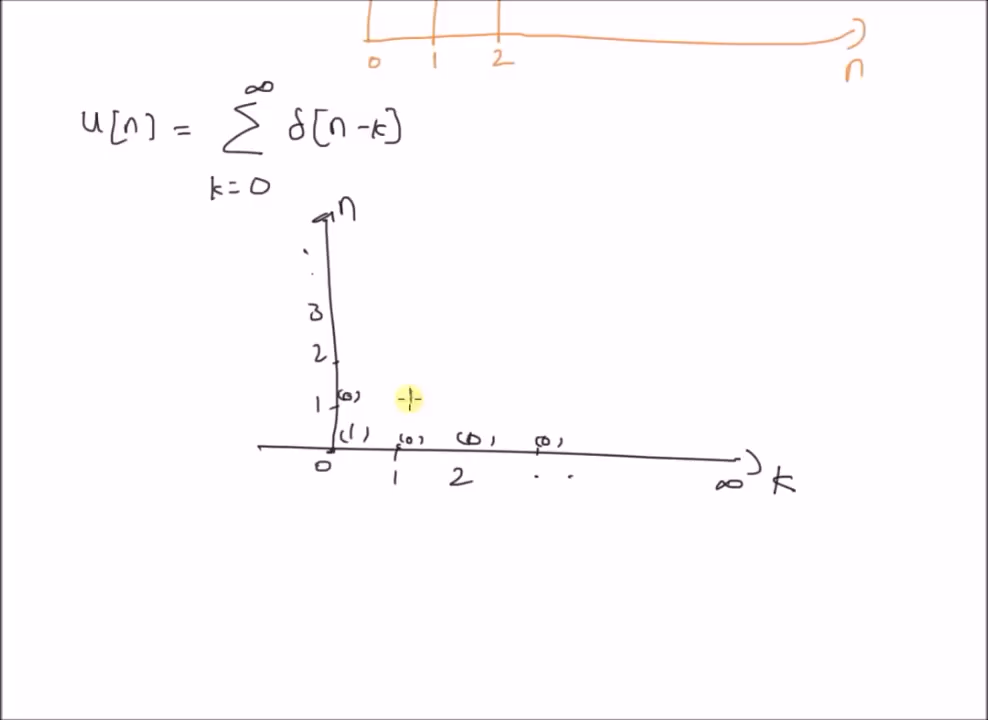 0 1 2
n
u[n] = ∞ Σ k=0 δ[n-k]
n
.
.
3
2
1 (0)
(1) (0) (0) (0)
0 1 2 . . ∞ k